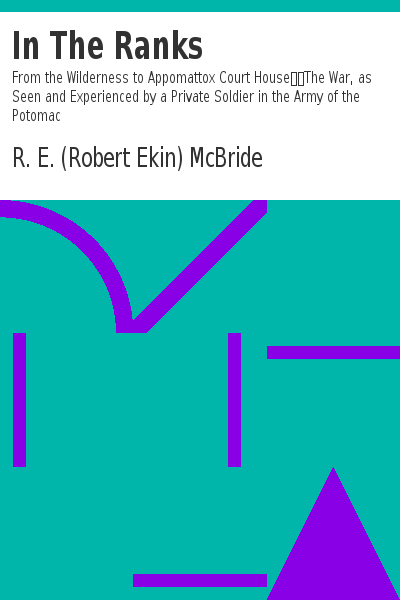 In The Ranks
From the Wilderness to Appomattox Court House▯▯The War, as
Seen and Experienced by a Private Soldier in the Army of the
Potomac
R. E. (Robert Ekin) McBride